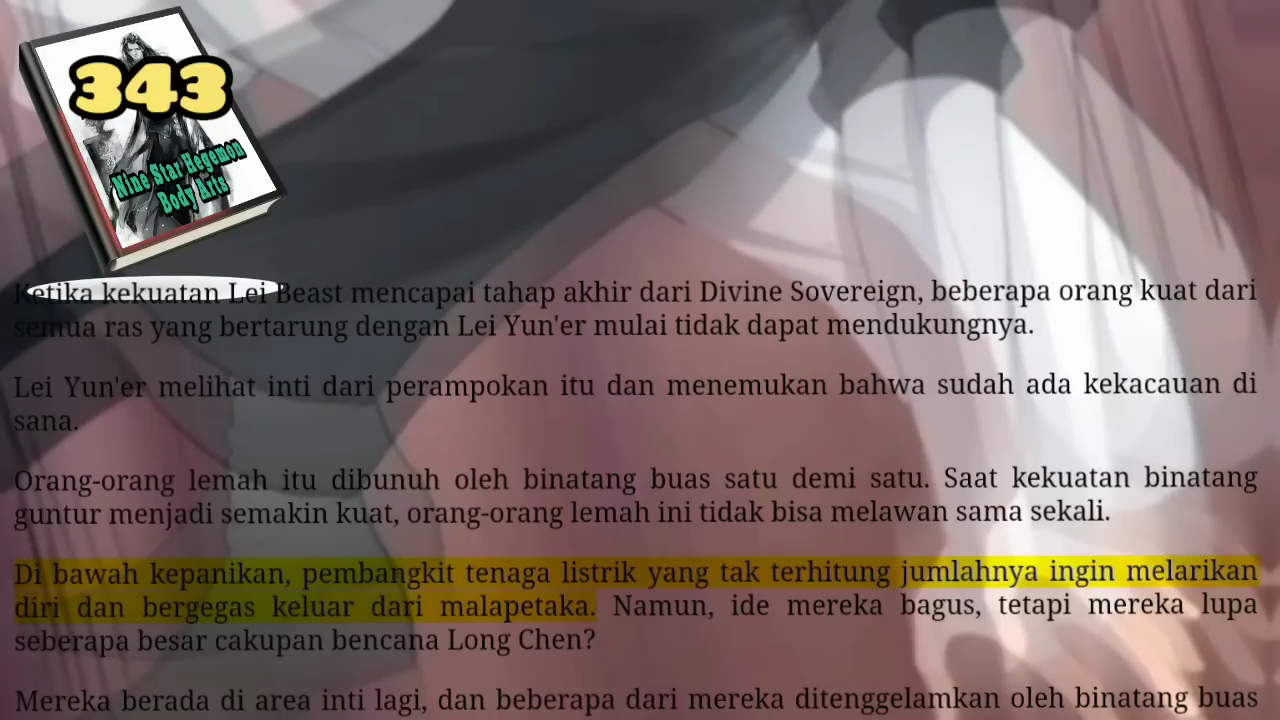 343
Nine Star Hegemon
Body Arts
Ketika kekuatan Lei Beast mencapai tahap akhir dari Divine Sovereign, beberapa orang kuat dari
semua ras yang bertarung dengan Lei Yun'er mulai tidak dapat mendukungnya.
Lei Yun'er melihat inti dari perampokan itu dan menemukan bahwa sudah ada kekacauan di
sana.
Orang-orang lemah itu dibunuh oleh binatang buas satu demi satu. Saat kekuatan binatang
guntur menjadi semakin kuat, orang-orang lemah ini tidak bisa melawan sama sekali.
Di bawah kepanikan, pembangkit tenaga listrik yang tak terhitung jumlahnya ingin melarikan
diri dan bergegas keluar dari malapetaka. Namun, ide mereka bagus, tetapi mereka lupa
seberapa besar cakupan bencana Long Chen?
Mereka berada di area inti lagi, dan beberapa dari mereka ditenggelamkan oleh binatang buas